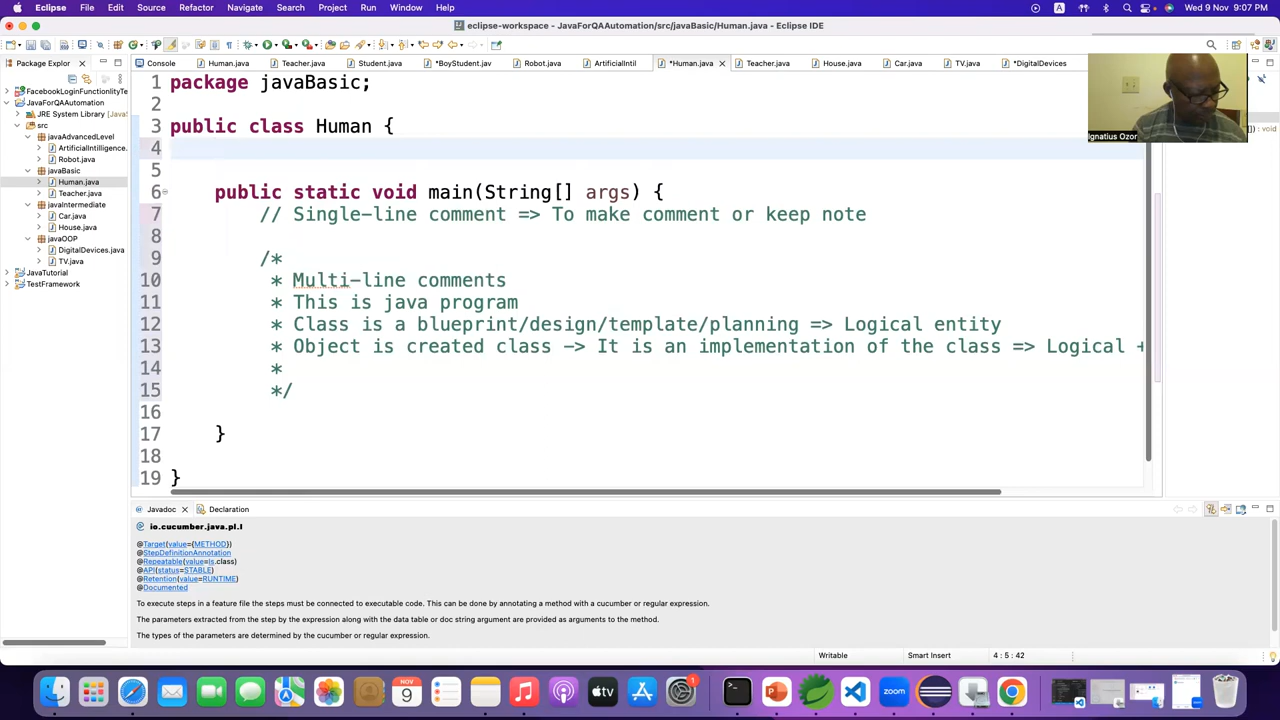 Eclipse File Edit Source Refactor Navigate Search Project Run Window Help
A
Wed 9 Nov 9:07 PM
eclipse-workspace - JavaForQAAutomation/src/javaBasic/Human.java - Eclipse IDE
Package Explor
Console Human.java Teacher.java Student.java *BoyStudent.jav Robot.java ArtificialIntil *Human.java Teacher.java House.java Car.java TV.java *DigitalDevices
FacebookLoginFunctionlityTe
JavaForQAAutomation
JRE System Library [Java
src
javaAdvancedLevel
ArtificialIntilligence.
Robot.java
javaBasic
Human.java
Teacher.java
javaIntermediate
Car.java
House.java
javaOOP
DigitalDevices.java
TV.java
JavaTutorial
TestFramework
1 package javaBasic;
2
3 public class Human {
4
5
6 public static void main(String[] args) {
7 // Single-line comment => To make comment or keep note
8
9 /*
10 * Multi-line comments
11 * This is java program
12 * Class is a blueprint/design/template/planning => Logical entity
13 * Object is created class -> It is an implementation of the class => Logical +
14 *
15 */
16
17 }
18
19 }
Ignatius Ozor
[]) : void
Javadoc Declaration
@ io.cucumber.java.pl.I
@Target(value={METHOD})
@StepDefinitionAnnotation
@Repeatable(value=Is.class)
@API(status=STABLE)
@Retention(value=RUNTIME)
@Documented
To execute steps in a feature file the steps must be connected to executable code. This can be done by annotating a method with a cucumber or regular expression.
The parameters extracted from the step by the expression along with the data table or doc string argument are provided as arguments to the method.
The types of the parameters are determined by the cucumber or regular expression.
Writable Smart Insert 4 : 5 : 42
NOV
9
tv
1
zoom